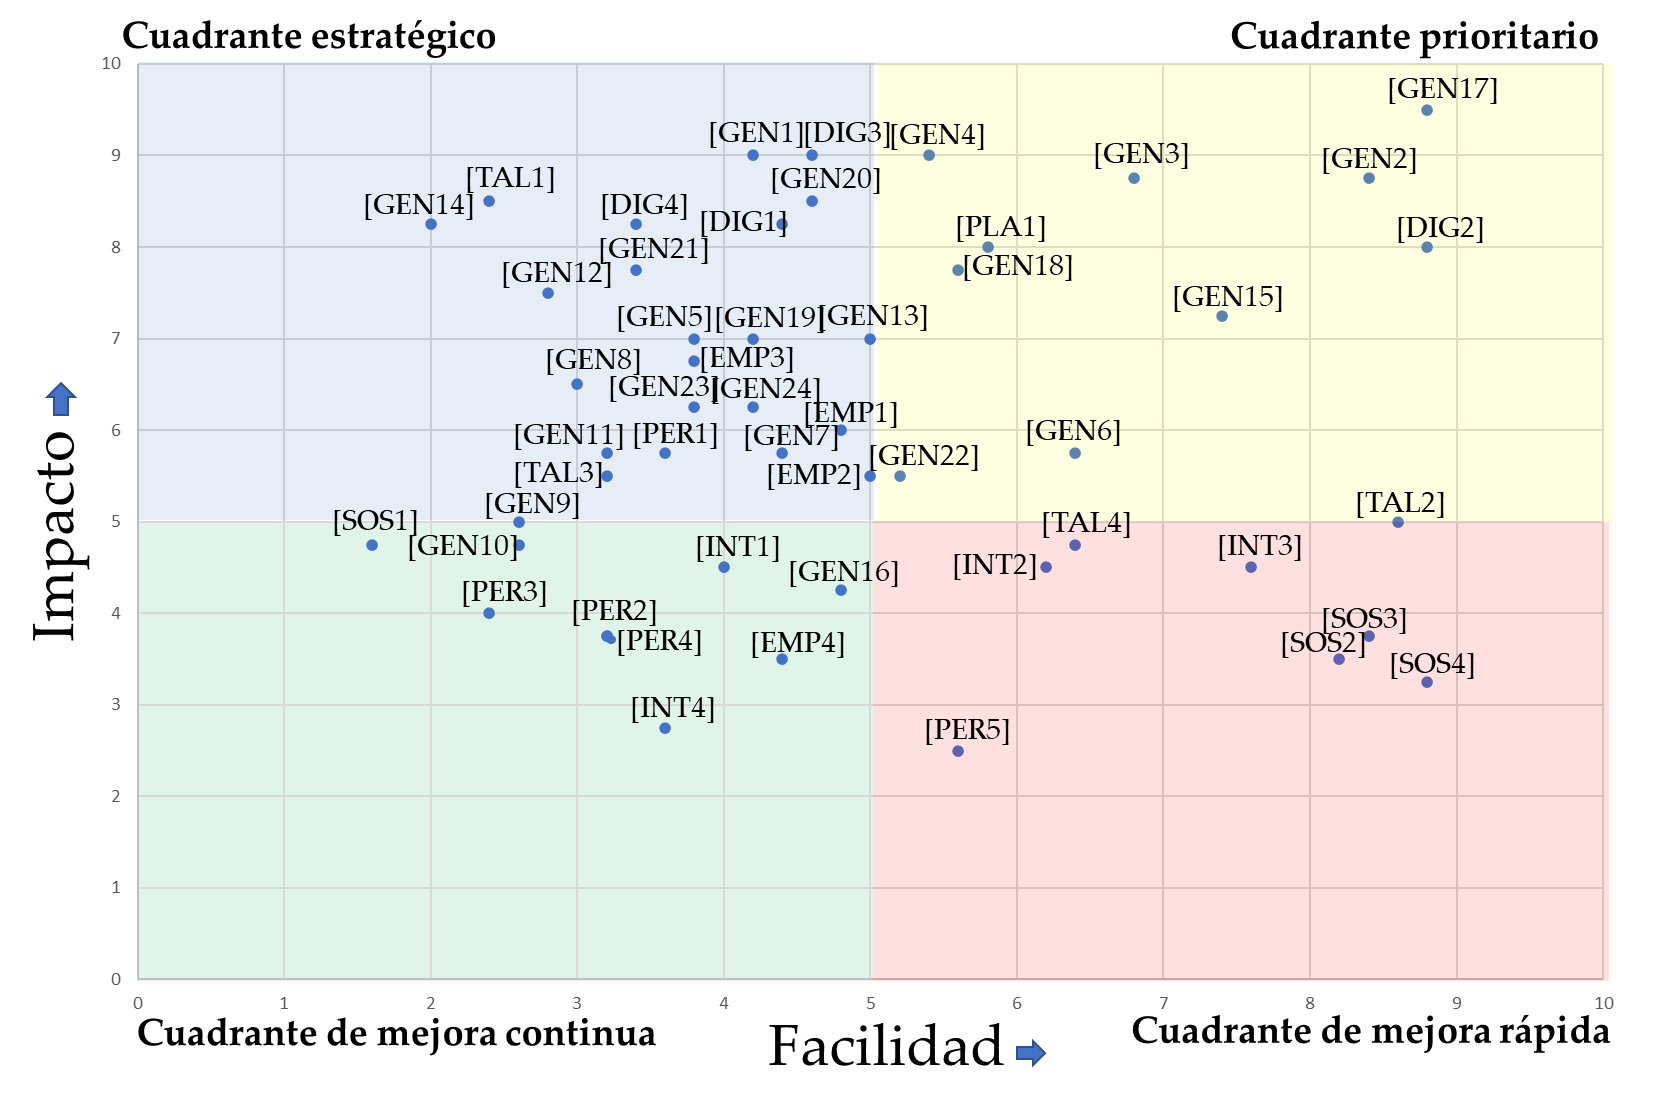 Cuadrante estratégico
Cuadrante prioritario
10
[GEN17]
[GEN1]
[DIG3]
[GEN4]
9
[GEN3]
[GEN2]
[TAL1]
[GEN20]
[GEN14]
[DIG4]
[DIG1]
[PLA1]
[DIG2]
8
[GEN21]
[GEN12]
[GEN18]
[GEN15]
[GEN5]
[GEN19]
[GEN13]
7
[GEN8]
[EMP3]
[GEN23]
[GEN24]
[EMP1]
6
[GEN11]
[PER1]
[GEN7]
[GEN6]
[GEN22]
[TAL3]
[EMP2]
[GEN9]
[TAL2]
5
[SOS1]
[TAL4]
[GEN10]
[INT1]
[INT3]
[GEN16]
[INT2]
[PER3]
4
[PER2]
[SOS3]
[PER4]
[EMP4]
[SOS2]
[SOS4]
3
[INT4]
[PER5]
2
1
0
Impacto
0 1 2 3 4 5 6 7 8 9 10
Cuadrante de mejora continua
Facilidad
Cuadrante de mejora rápida